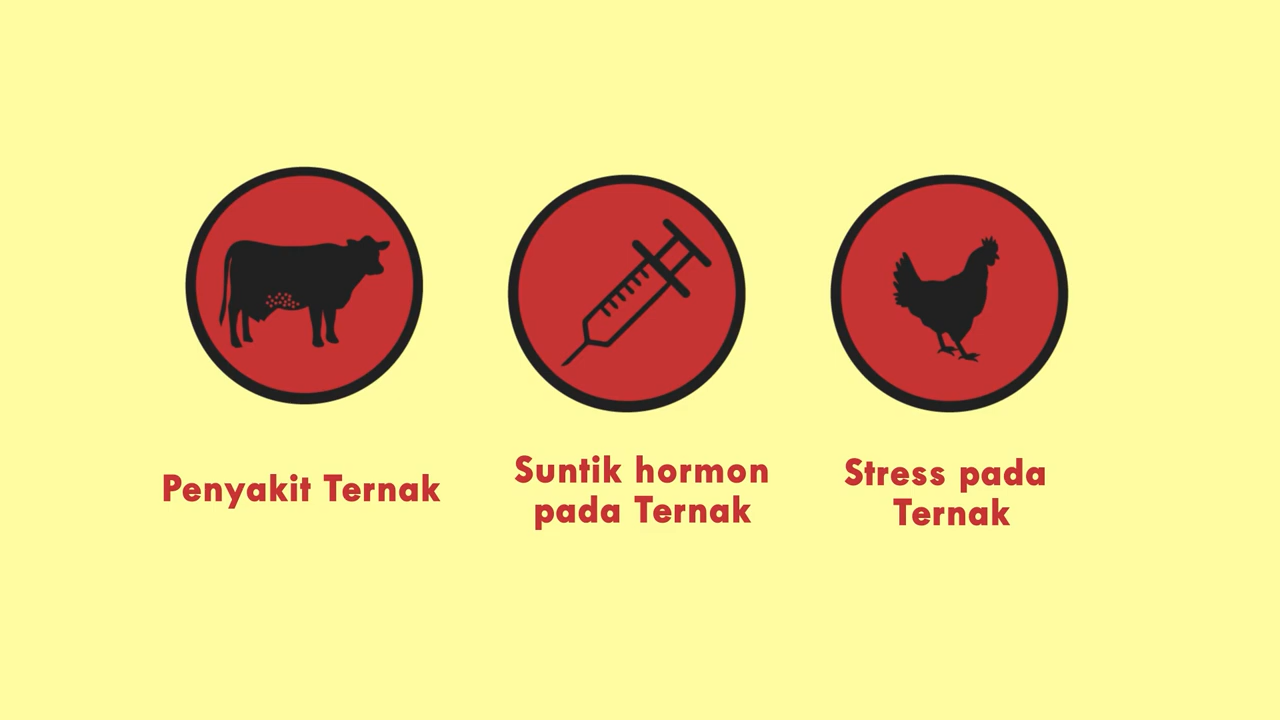 Penyakit Ternak
Suntik hormon
pada Ternak
Stress pada
Ternak